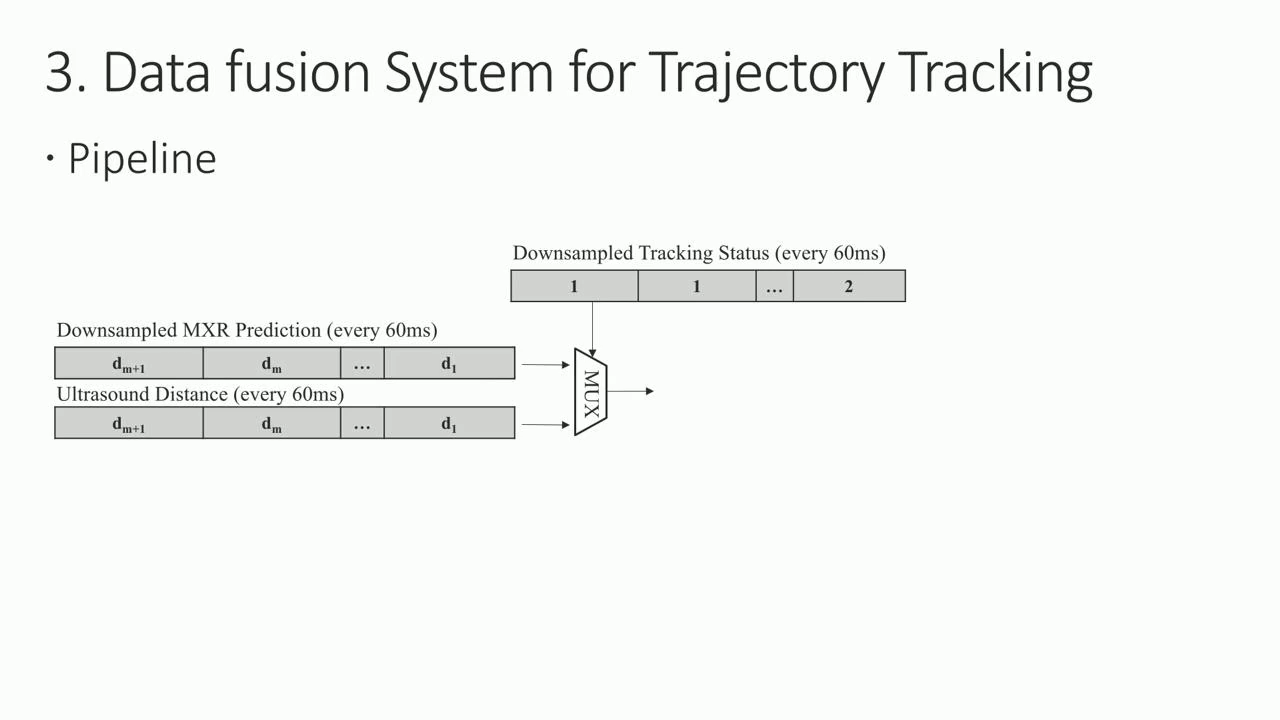 3. Data fusion System for Trajectory Tracking
• Pipeline
Downsampled Tracking Status (every 60ms)
1 1 ... 2
Downsampled MXR Prediction (every 60ms)
dm+1 dm ... d1
Ultrasound Distance (every 60ms)
dm+1 dm ... d1
MUX